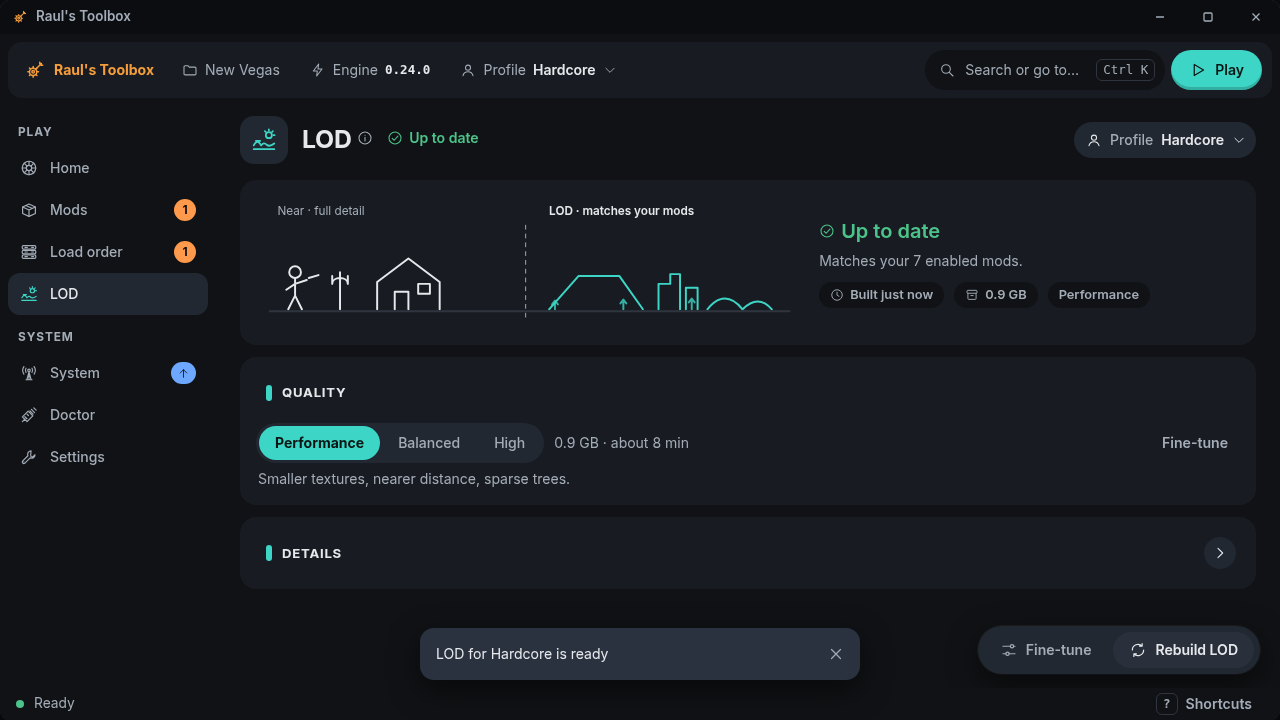 Raul's Toolbox
Raul's Toolbox New Vegas Engine 0.24.0 Profile Hardcore Search or go to... Ctrl K Play
PLAY
Home
Mods 1
Load order 1
LOD
SYSTEM
System
Doctor
Settings
LOD Up to date Profile Hardcore
Near · full detail LOD · matches your mods
Up to date
Matches your 7 enabled mods.
Built just now 0.9 GB Performance
QUALITY
Performance Balanced High 0.9 GB · about 8 min Fine-tune
Smaller textures, nearer distance, sparse trees.
DETAILS
LOD for Hardcore is ready
Fine-tune Rebuild LOD
Ready ? Shortcuts